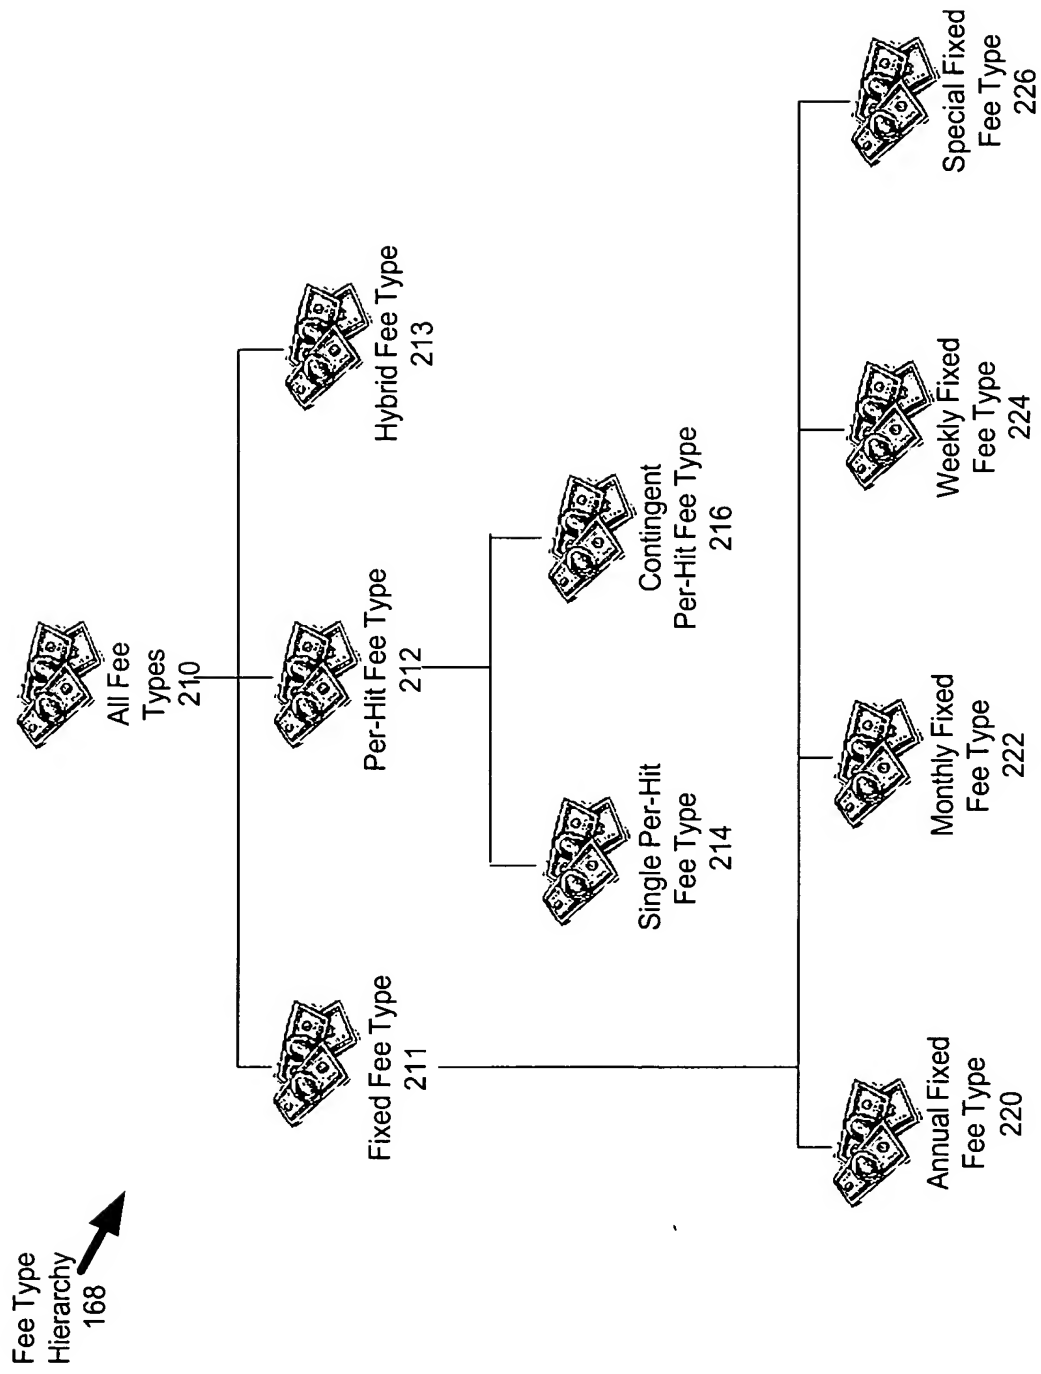 Fee Type
Hierarchy
168
All Fee
Types
210
Fixed Fee Type
211
Per-Hit Fee Type
212
Hybrid Fee Type
213
Single Per-Hit
Fee Type
214
Contingent
Per-Hit Fee Type
216
Annual Fixed
Fee Type
220
Monthly Fixed
Fee Type
222
Weekly Fixed
Fee Type
224
Special Fixed
Fee Type
226